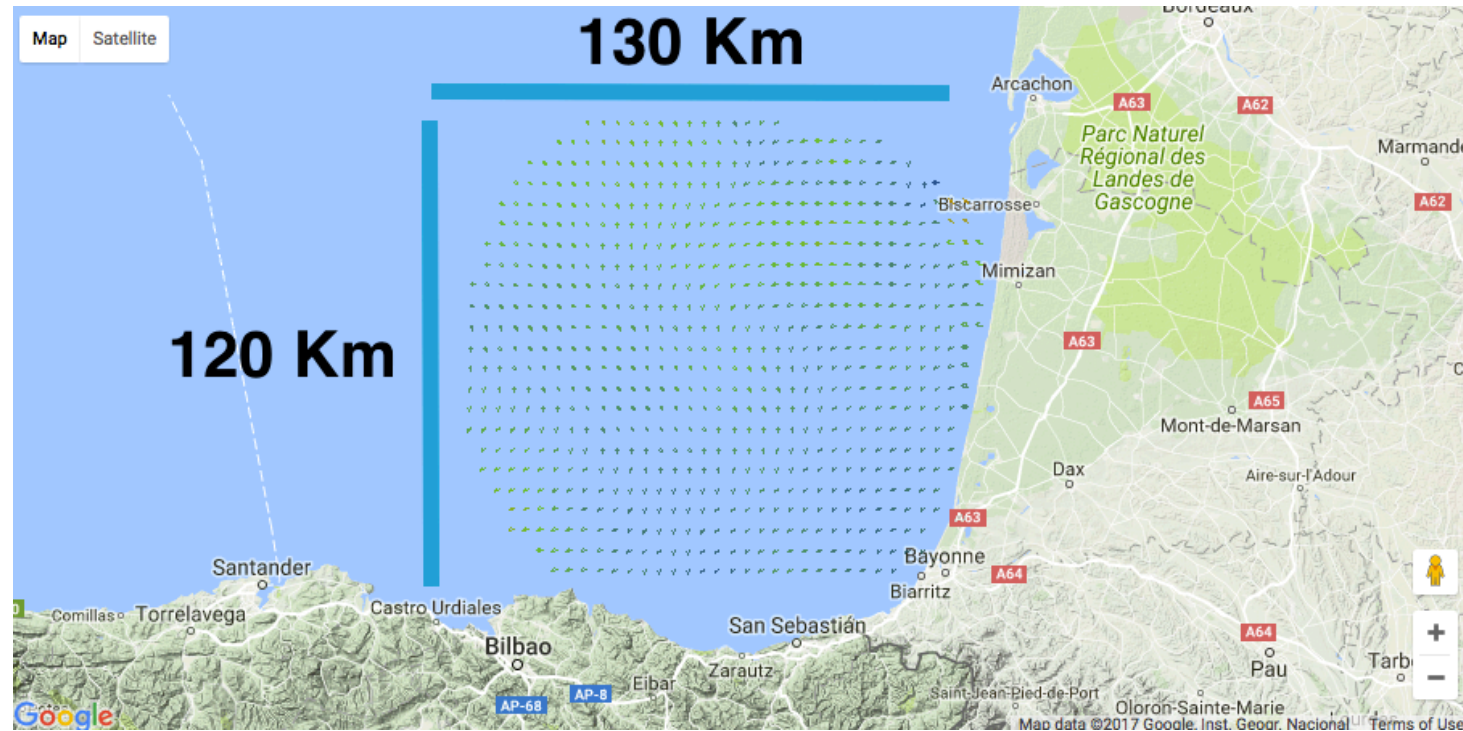 Map Satellite
130 Km
120 Km
Bordeaux
Arcachon
A63
A62
Parc Naturel
Régional des
Landes de
Gascogne
Marmande
A62
Biscarrosse
Mimizan
A63
A65
Mont-de-Marsan
Dax
Aire-sur-l'Adour
A63
Bayonne
A64
Biarritz
Santander
Comillas
Torrelavega
Castro Urdiales
Bilbao
San Sebastián
Zarautz
Eibar
AP-8
AP-68
A64
Pau
Tarb
Saint-Jean-Pied-de-Port
Oloron-Sainte-Marie
+
−
Google
Map data ©2017 Google, Inst. Geogr. Nacional
Terms of Use